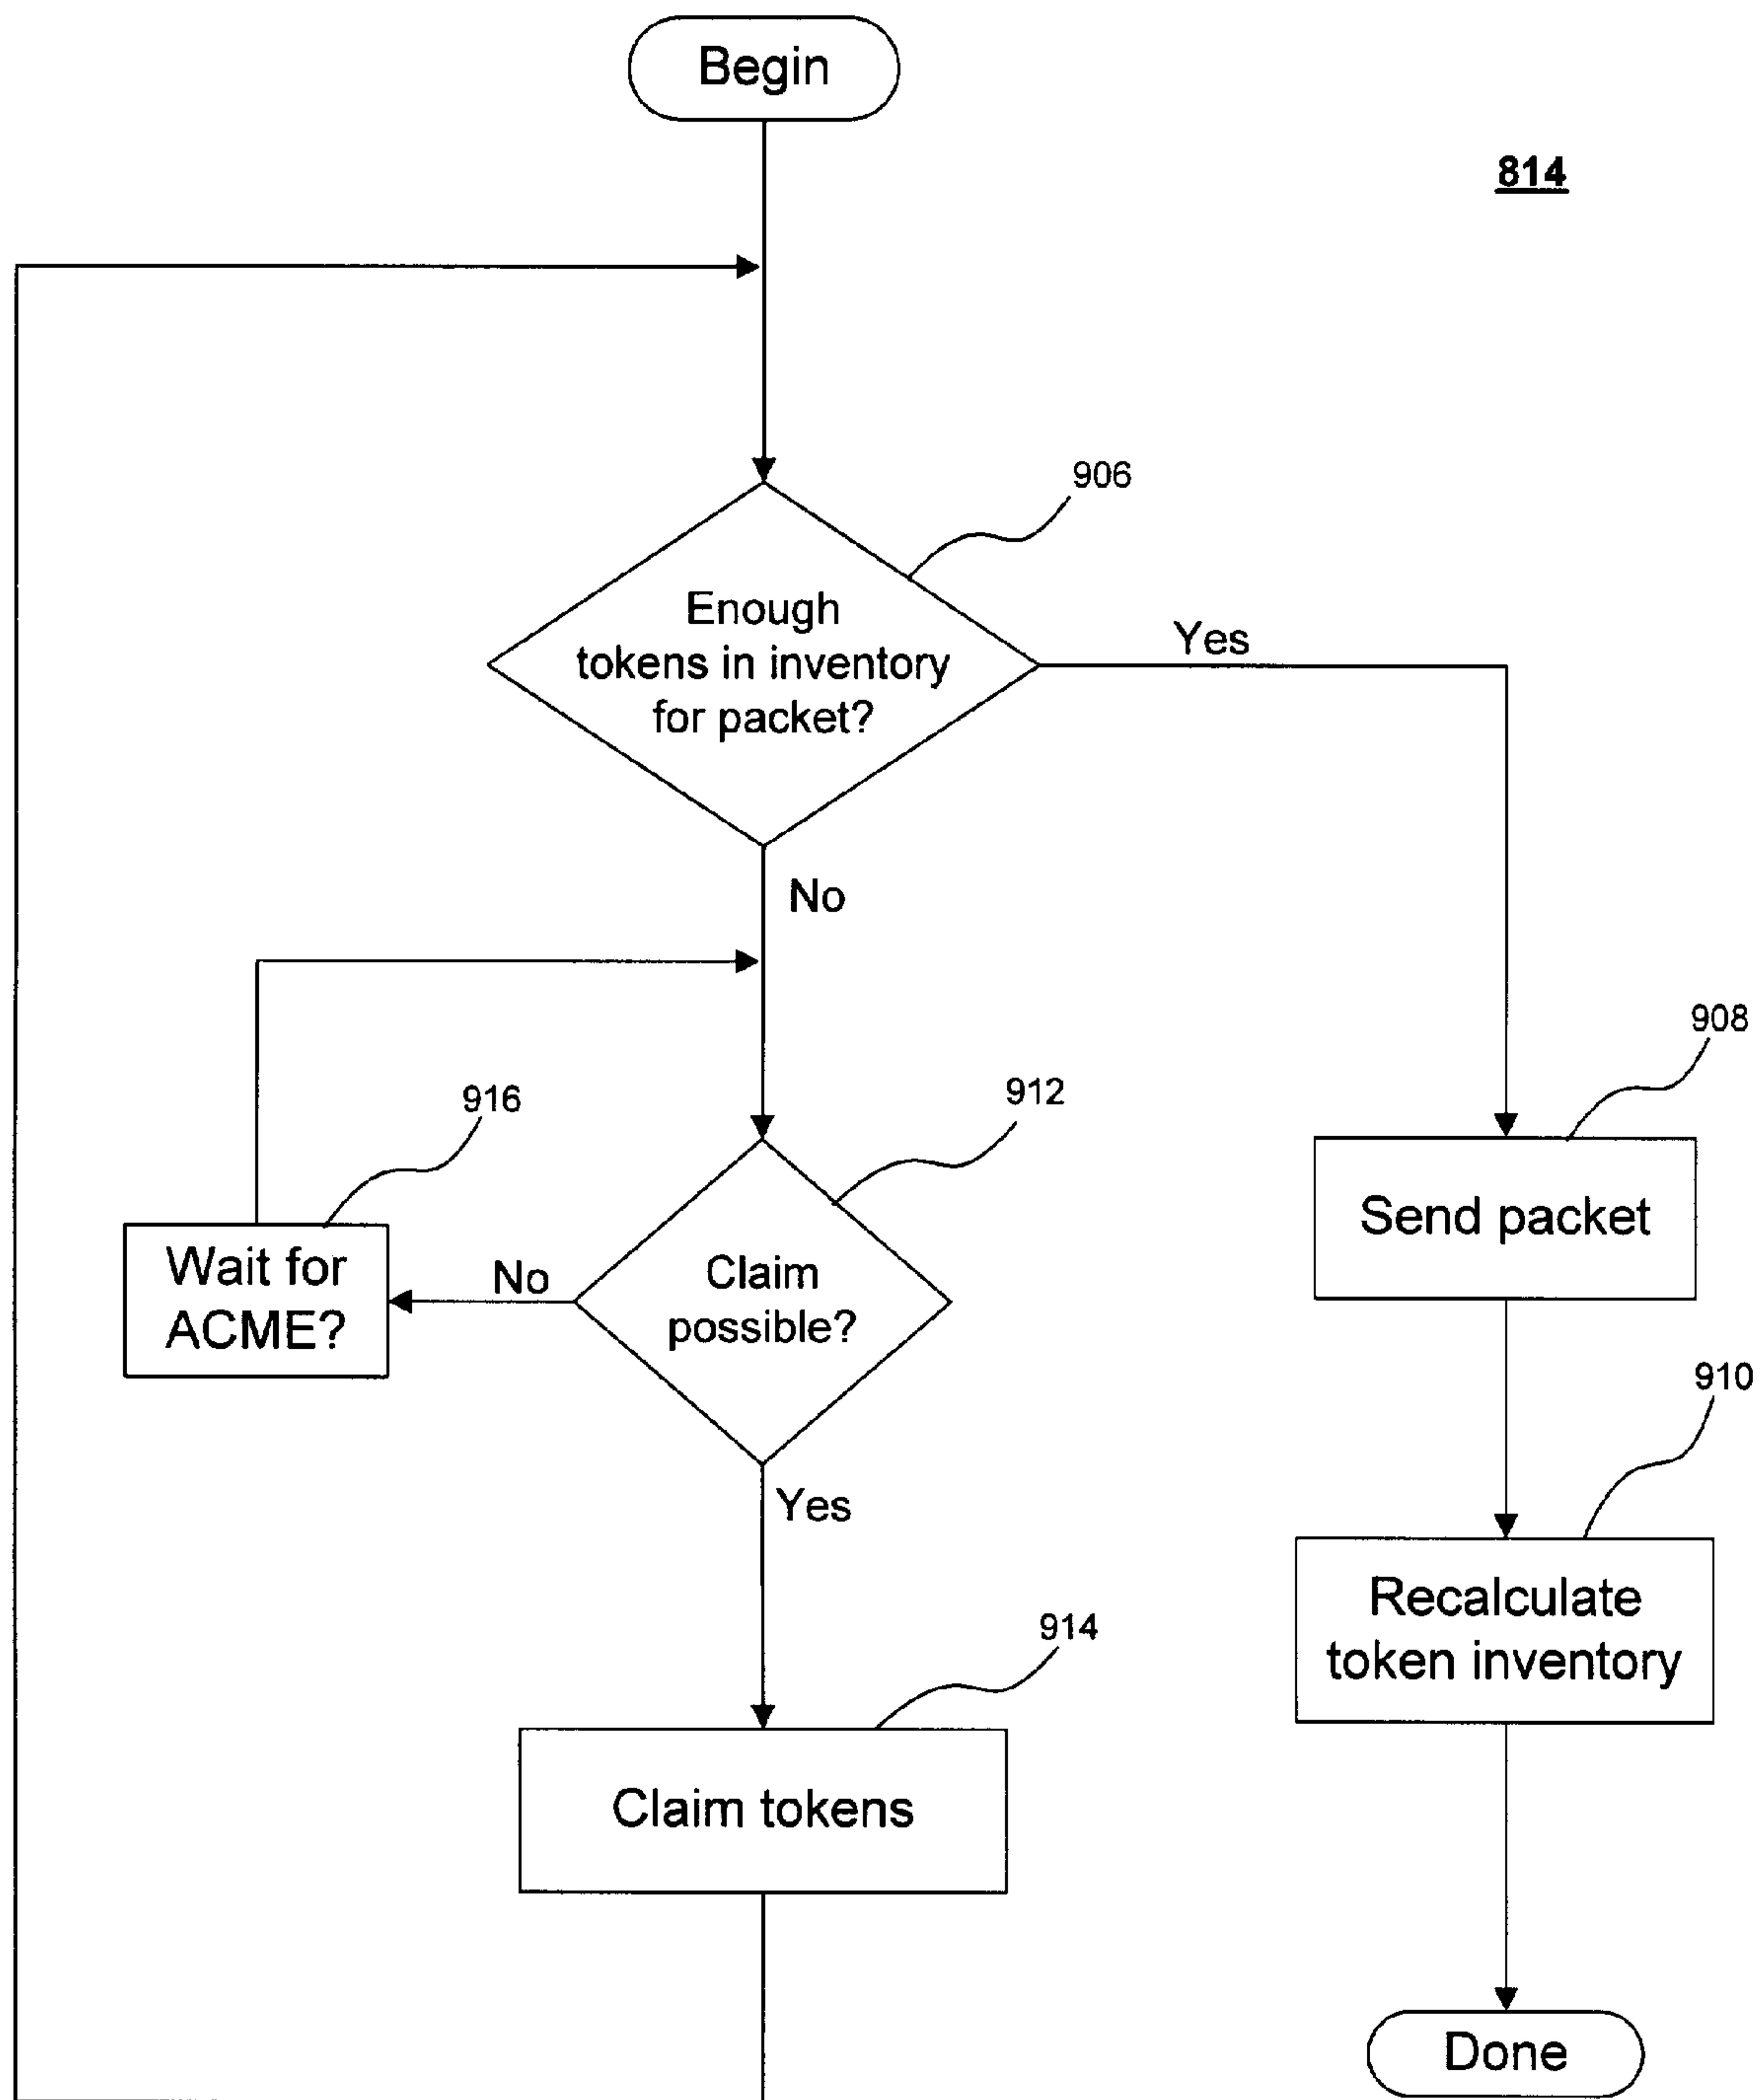 Begin
814
906
Enough
tokens in inventory
for packet?
Yes
No
908
912
916
Send packet
Wait for
ACME?
No
Claim
possible?
910
Yes
Recalculate
token inventory
914
Claim tokens
Done